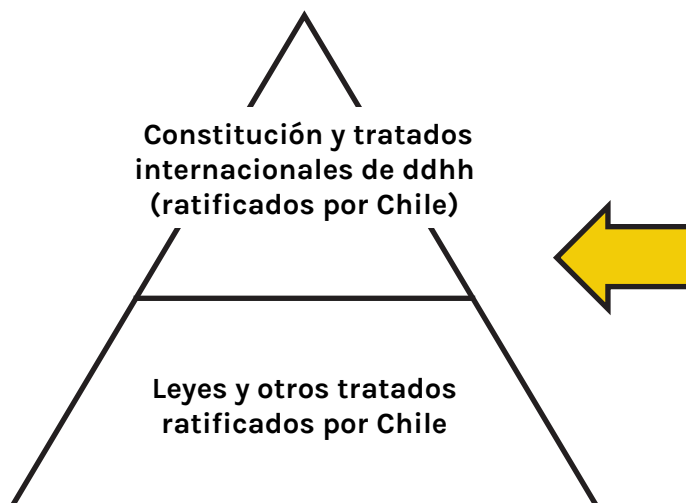 Constitución y tratados
internacionales de ddhh
(ratificados por Chile)
Leyes y otros tratados
ratificados por Chile